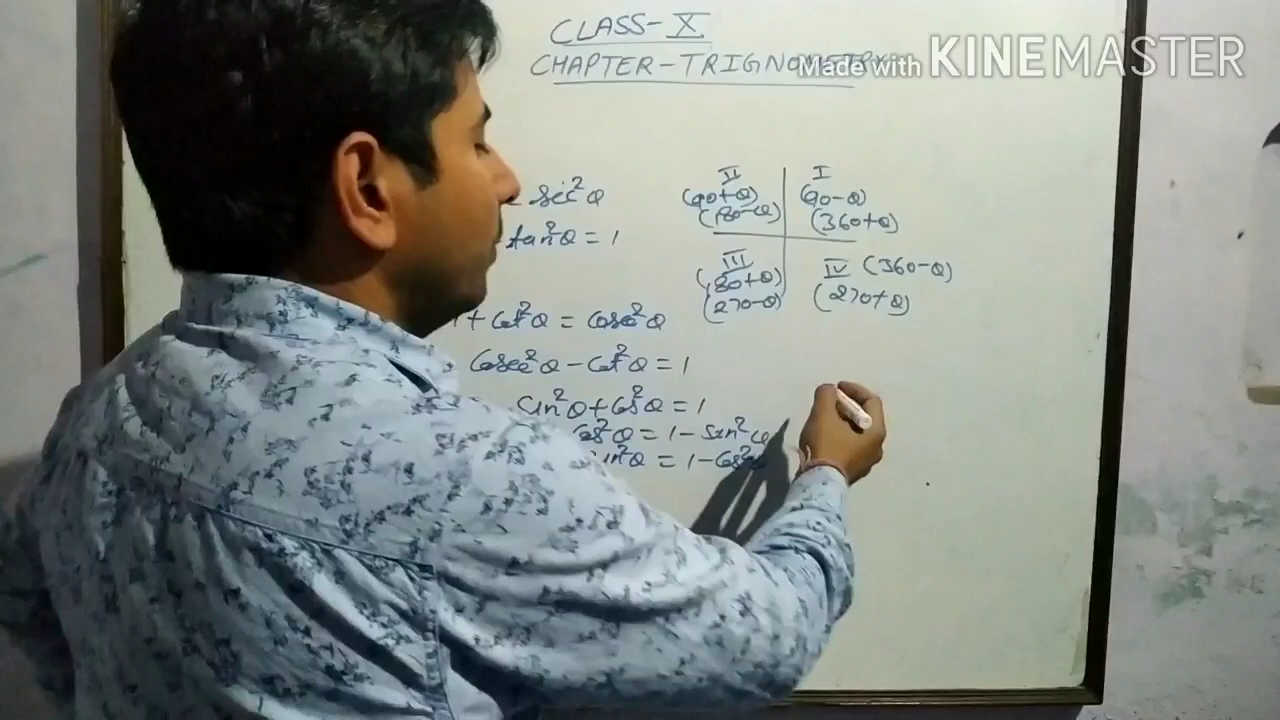 CLASS-X
CHAPTER-TRIGNOMETRY
Made with KINEMASTER
sec²θ
tan²θ = 1
+ Cot²θ = Cosec²θ
Cosec²θ - Cot²θ = 1
sin²θ + Cos²θ = 1
Cos²θ = 1 - sin²θ
sin²θ = 1 - Cos²θ
II
(90+θ)
(180-θ)
I
(90-θ)
(360+θ)
III
(180+θ)
(270-θ)
IV (360-θ)
(270+θ)